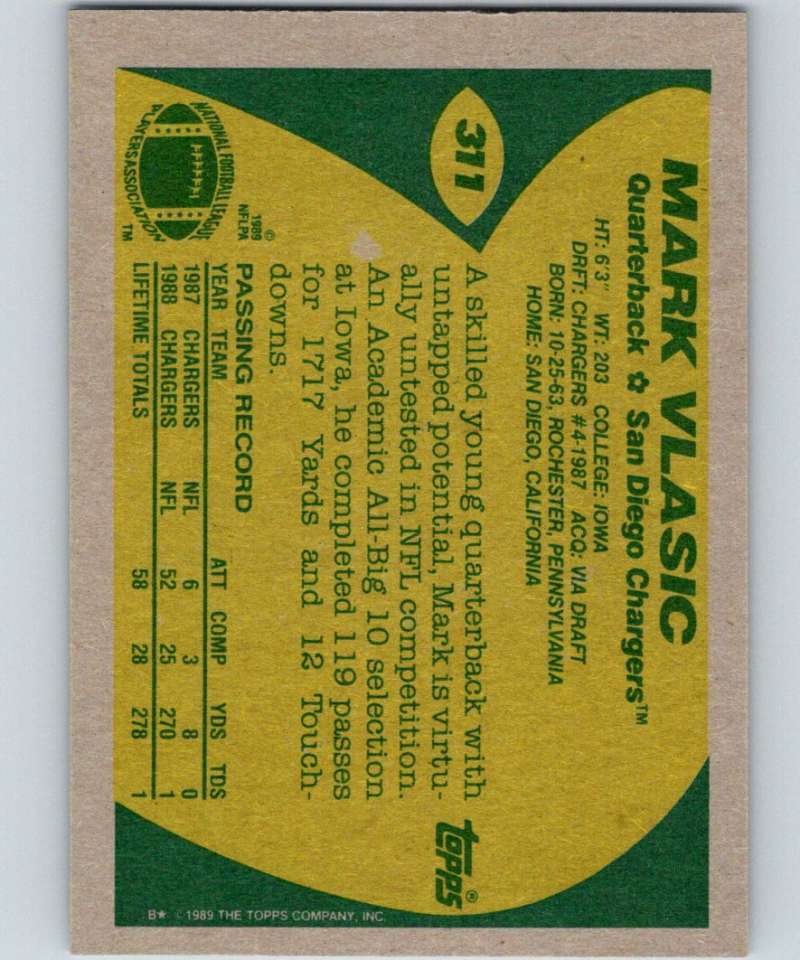 311
MARK VLASIC
Quarterback ✿ San Diego Chargers™
HT: 6'3" WT: 203 COLLEGE: IOWA
DRFT: CHARGERS #4-1987 ACQ: VIA DRAFT
BORN: 10-25-63, ROCHESTER, PENNSYLVANIA
HOME: SAN DIEGO, CALIFORNIA
A skilled young quarterback with
untapped potential, Mark is virtu-
ally untested in NFL competition.
An Academic All-Big 10 selection
at Iowa, he completed 119 passes
for 1717 Yards and 12 Touch-
downs.
PASSING RECORD
YEAR TEAM ATT COMP YDS TDS
1987 CHARGERS NFL 6 3 8 0
1988 CHARGERS NFL 52 25 270 1
LIFETIME TOTALS 58 28 278 1
© 1989 NFLPA
NATIONAL FOOTBALL LEAGUE
PLAYERS ASSOCIATION
TM
TOPPS®
B★ ©1989 THE TOPPS COMPANY, INC.